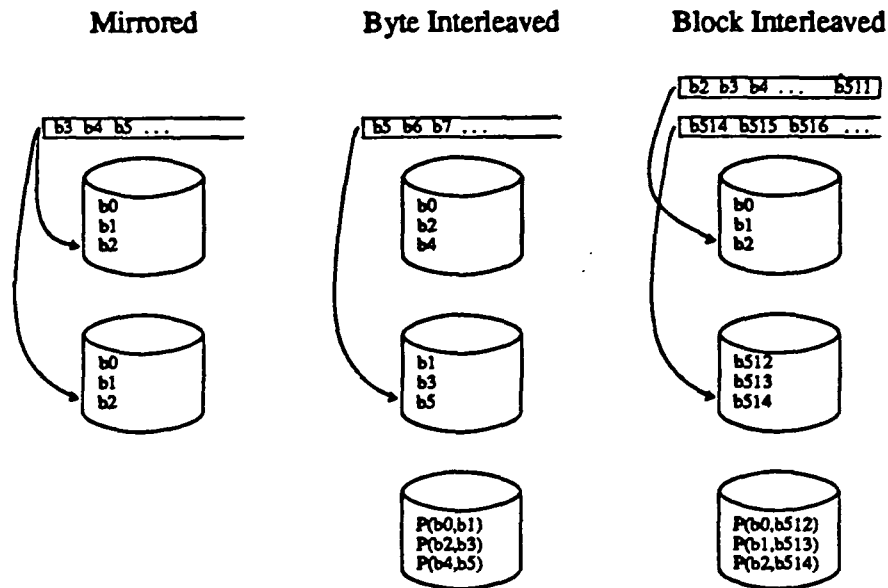 Mirrored
b3 b4 b5 ...
b0
b1
b2
b0
b1
b2
Byte Interleaved
b5 b6 b7 ...
b0
b2
b4
b1
b3
b5
P(b0,b1)
P(b2,b3)
P(b4,b5)
Block Interleaved
b2 b3 b4 ... b511
b514 b515 b516 ...
b0
b1
b2
b512
b513
b514
P(b0,b512)
P(b1,b513)
P(b2,b514)